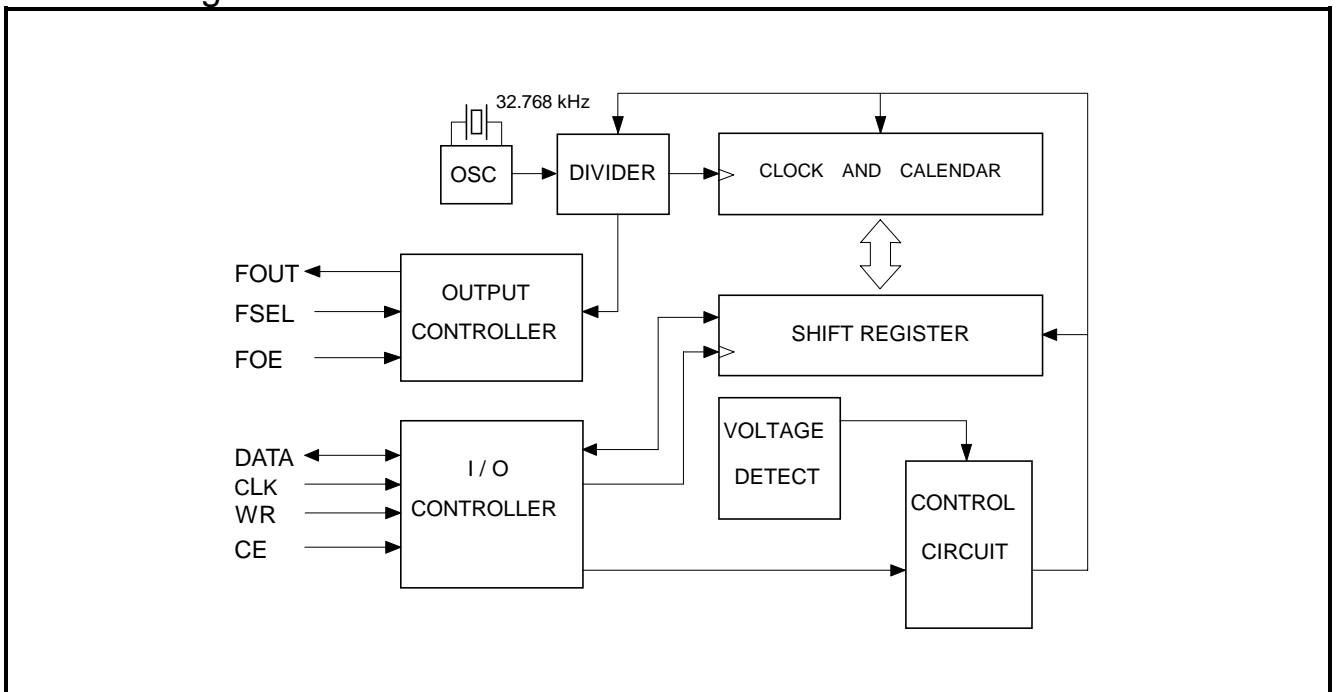 32.768 kHz
OSC
DIVIDER
CLOCK AND CALENDAR
FOUT
FSEL
FOE
OUTPUT
CONTROLLER
SHIFT REGISTER
VOLTAGE
DETECT
DATA
CLK
WR
CE
I / O
CONTROLLER
CONTROL
CIRCUIT